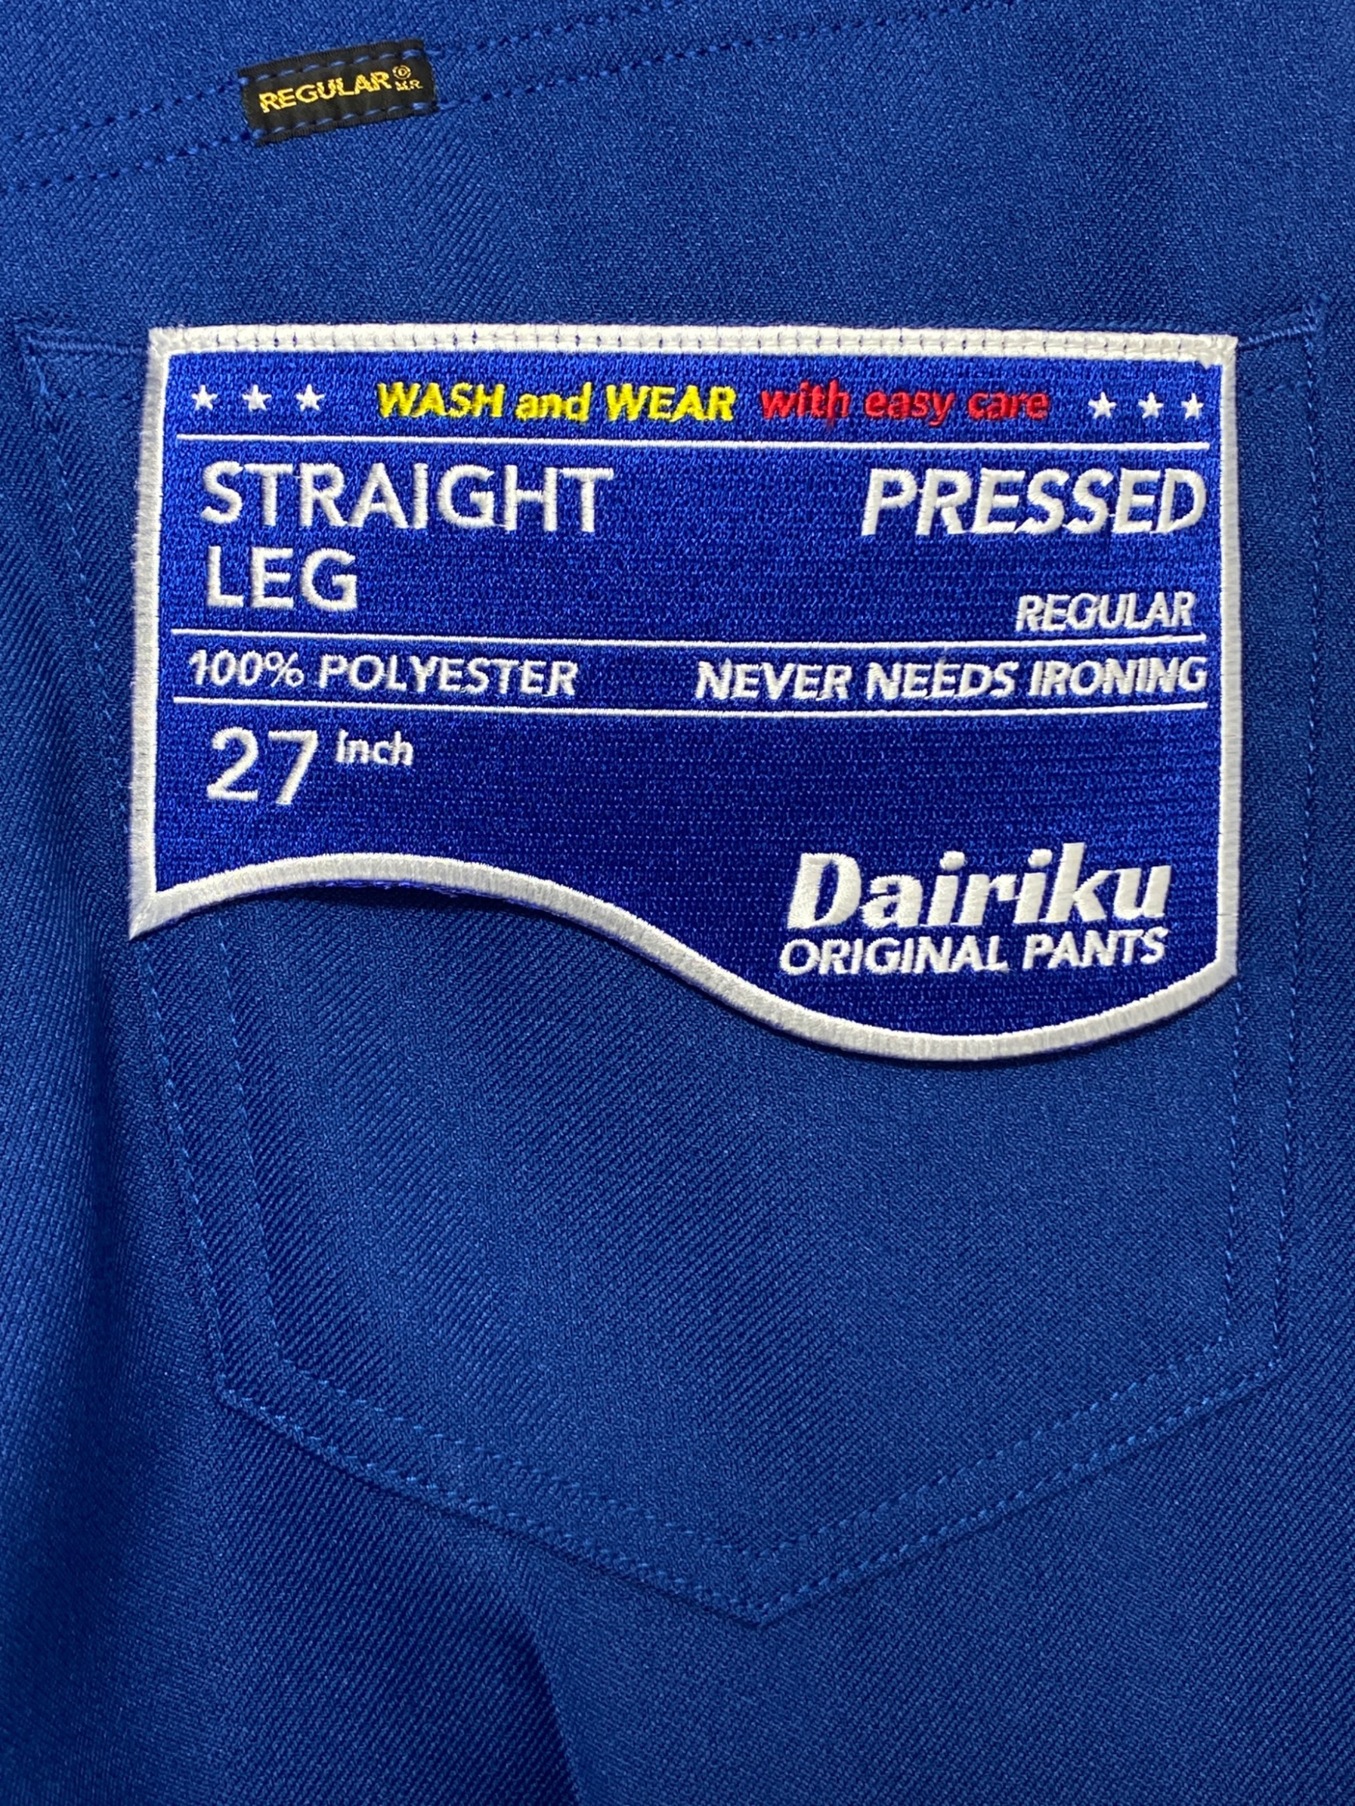 REGULAR©
M.R.
★ ★ ★ WASH and WEAR with easy care ★ ★ ★
STRAIGHT PRESSED
LEG
REGULAR
100% POLYESTER NEVER NEEDS IRONING
27 Inch
Dairiku
ORIGINAL PANTS